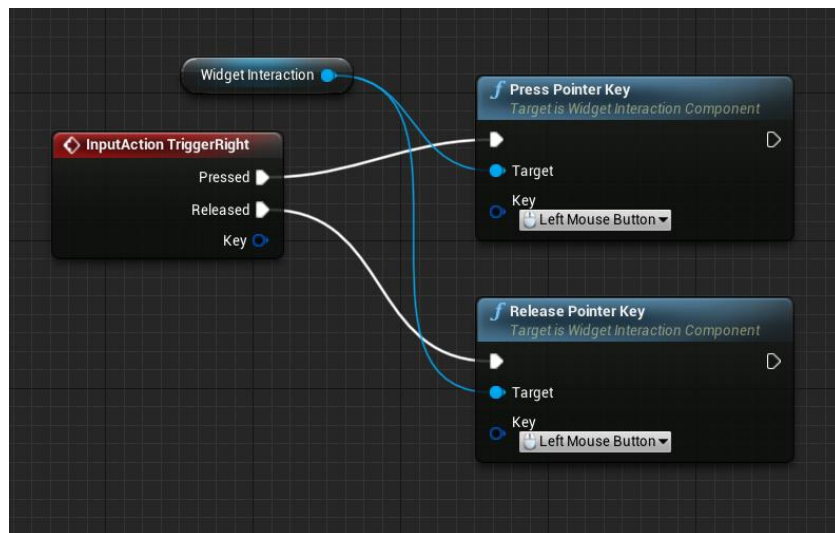 Widget Interaction
InputAction TriggerRight
Pressed
Released
Key
f Press Pointer Key
Target is Widget Interaction Component
Target
Key
Left Mouse Button
f Release Pointer Key
Target is Widget Interaction Component
Target
Key
Left Mouse Button